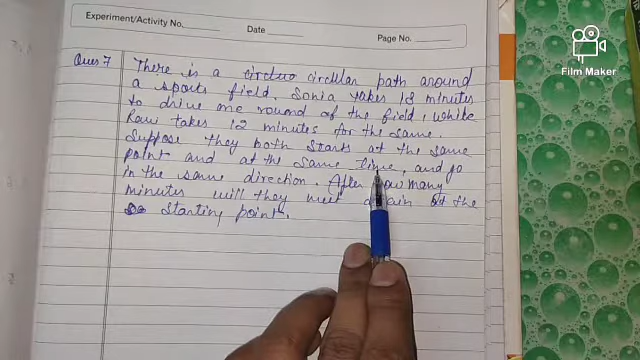 Experiment/Activity No.
Date
Page No.
Film Maker
Ques 7 There is a circular path around
a sports field. Sonia takes 18 minutes
to drive one round of the field, while
Ravi takes 12 minutes for the same.
Suppose they both starts at the same
point and at the same time, and go
in the same direction. After how many
minutes will they meet again at the
starting point.